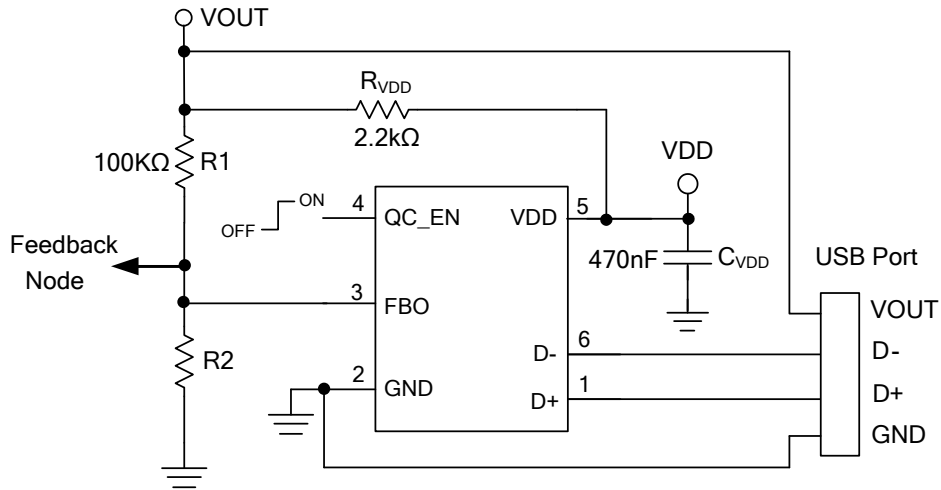 VOUT
RVDD
2.2kΩ
100KΩ
R1
VDD
4
QC_EN
ON
OFF
VDD
5
470nF
CVDD
USB Port
Feedback
Node
3
FBO
VOUT
6
D-
D-
R2
2
GND
1
D+
D+
GND